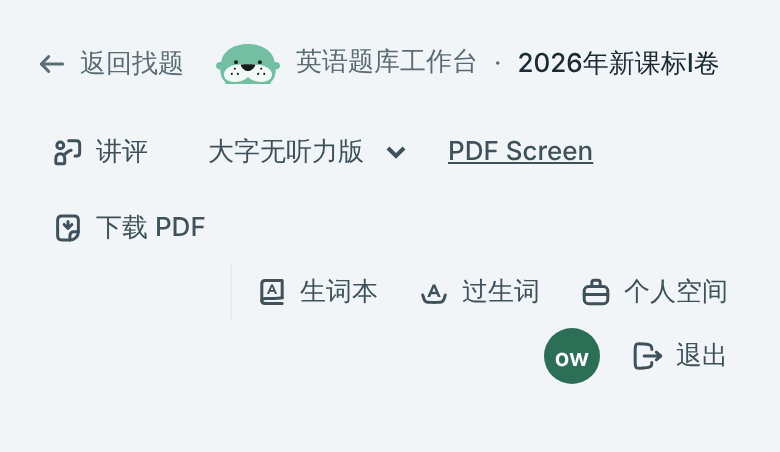 返回找题 英语题库工作台 · 2026年新课标I卷
讲评 大字无听力版 PDF Screen
下载 PDF
A 生词本 A 过生词 个人空间
ow 退出